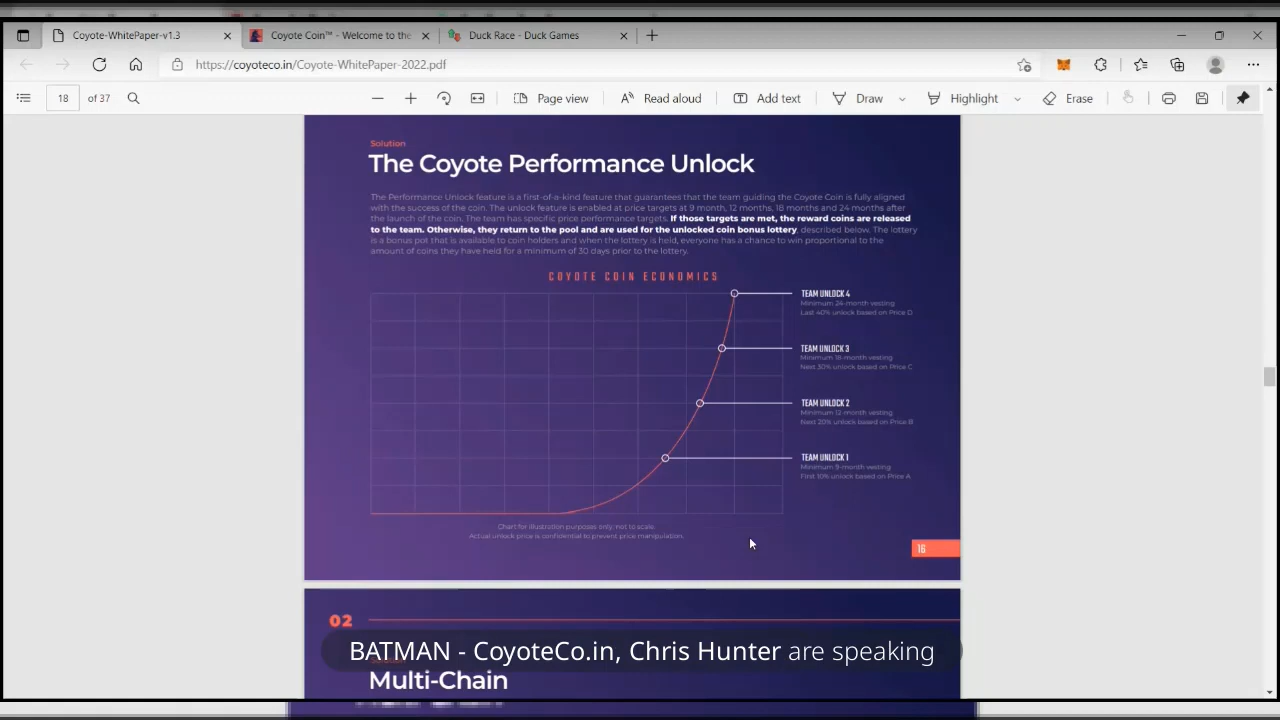 Coyote-WhitePaper-v1.3
Coyote Coin™ - Welcome to the
Duck Race - Duck Games
https://coyoteco.in/Coyote-WhitePaper-2022.pdf
18 of 37
Page view
Read aloud
Add text
Draw
Highlight
Erase
Solution
The Coyote Performance Unlock
The Performance Unlock feature is a first-of-a-kind feature that guarantees that the team guiding the Coyote Coin is fully aligned
with the success of the coin. The unlock feature is enabled at price targets at 9 month, 12 months, 18 months and 24 months after
the launch of the coin. The team has specific price performance targets. If those targets are met, the reward coins are released
to the team. Otherwise, they return to the pool and are used for the unlocked coin bonus lottery, described below. The lottery
is a bonus pot that is available to coin holders and when the lottery is held, everyone has a chance to win proportional to the
amount of coins they have held for a minimum of 30 days prior to the lottery.
COYOTE COIN ECONOMICS
TEAM UNLOCK 4
Minimum 24-month vesting
Last 40% unlock based on Price D
TEAM UNLOCK 3
Minimum 18-month vesting
Next 30% unlock based on Price C
TEAM UNLOCK 2
Minimum 12-month vesting
Next 20% unlock based on Price B
TEAM UNLOCK 1
Minimum 9-month vesting
First 10% unlock based on Price A
Chart for illustration purposes only, not to scale.
Actual unlock price is confidential to prevent price manipulation.
16
02
BATMAN - CoyoteCo.in, Chris Hunter are speaking
Multi-Chain